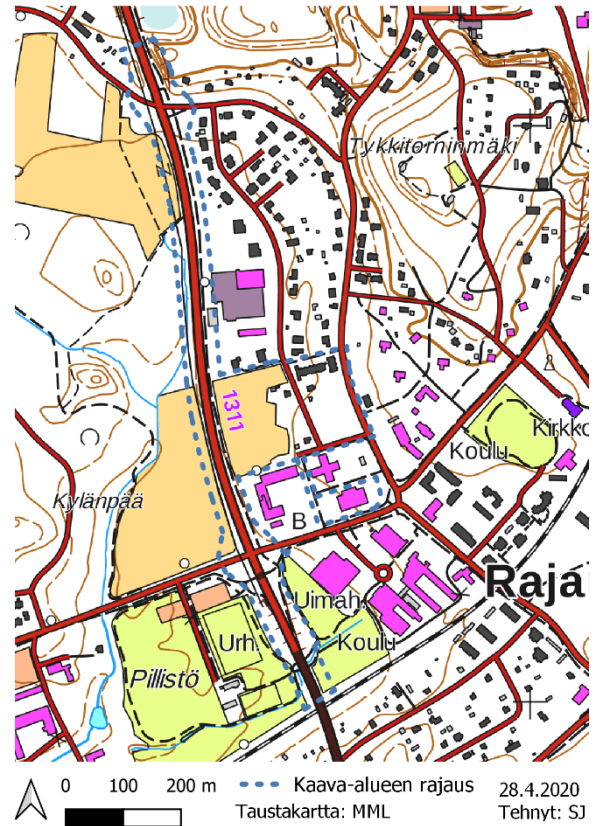 Tykkitorninmäki
1311
Kirkko
Koulu
Kylänpää
B
Raja
Uimah.
Urh.
Koulu
Pillistö
0 100 200 m
Kaava-alueen rajaus
28.4.2020
Taustakartta: MML
Tehnyt: SJ